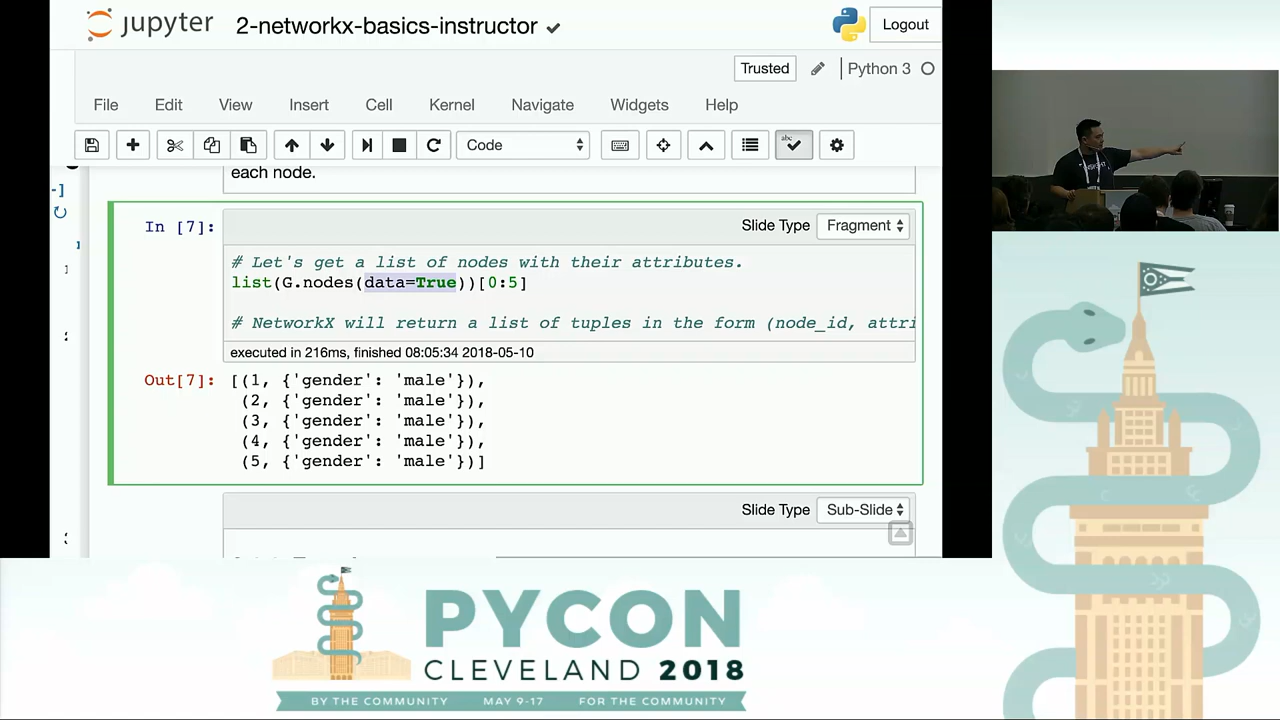 jupyter
2-networkx-basics-instructor
Logout
Trusted
Python 3
File Edit View Insert Cell Kernel Navigate Widgets Help
Code
abc
each node.
-]
In [7]:
Slide Type Fragment
# Let's get a list of nodes with their attributes.
list(G.nodes(data=True))[0:5]
# NetworkX will return a list of tuples in the form (node_id, attri
executed in 216ms, finished 08:05:34 2018-05-10
Out[7]:
[(1, {'gender': 'male'}),
(2, {'gender': 'male'}),
(3, {'gender': 'male'}),
(4, {'gender': 'male'}),
(5, {'gender': 'male'})]
Slide Type Sub-Slide
PYCON
CLEVELAND 2018
BY THE COMMUNITY MAY 9-17 FOR THE COMMUNITY